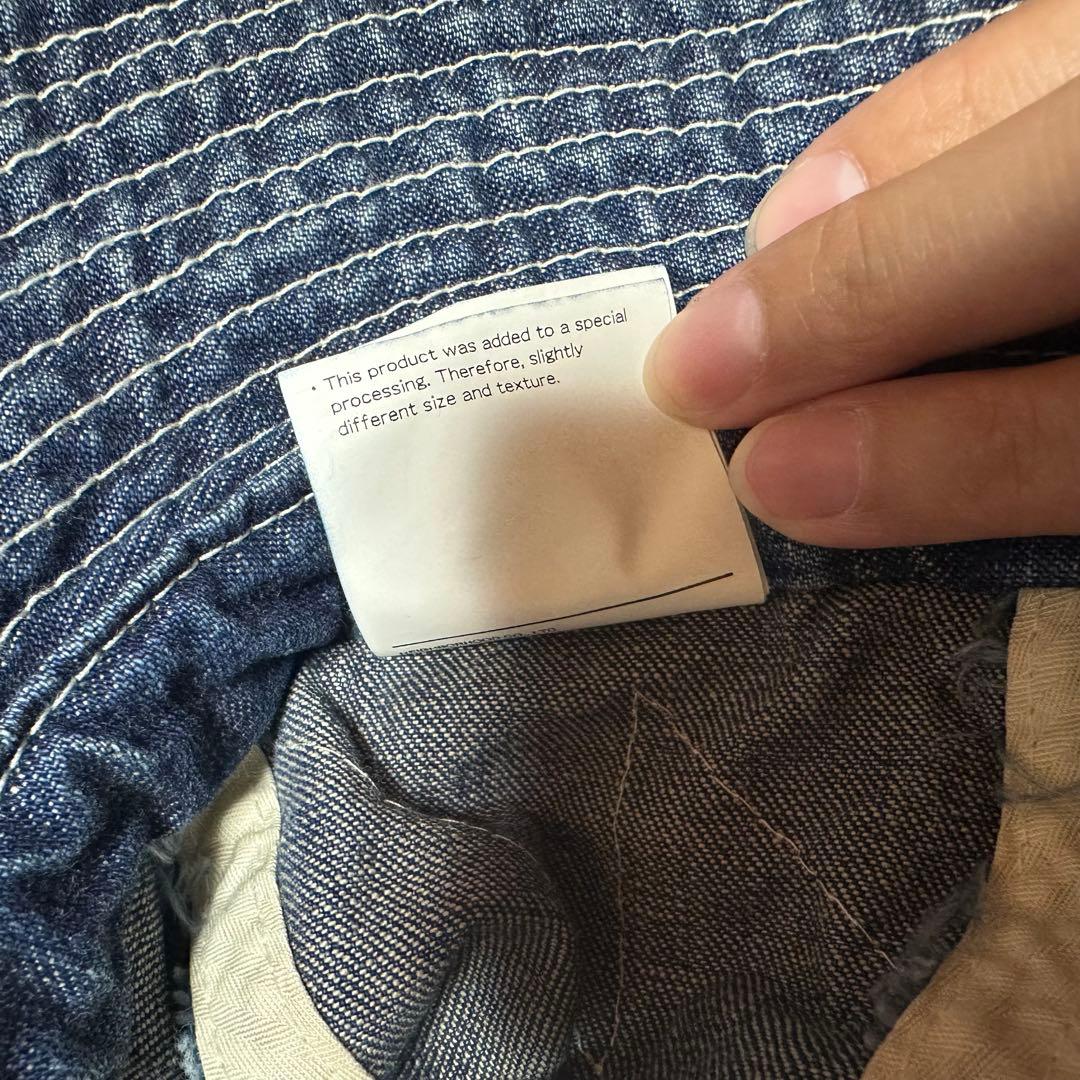 ・This product was added to a special
processing. Therefore, slightly
different size and texture.